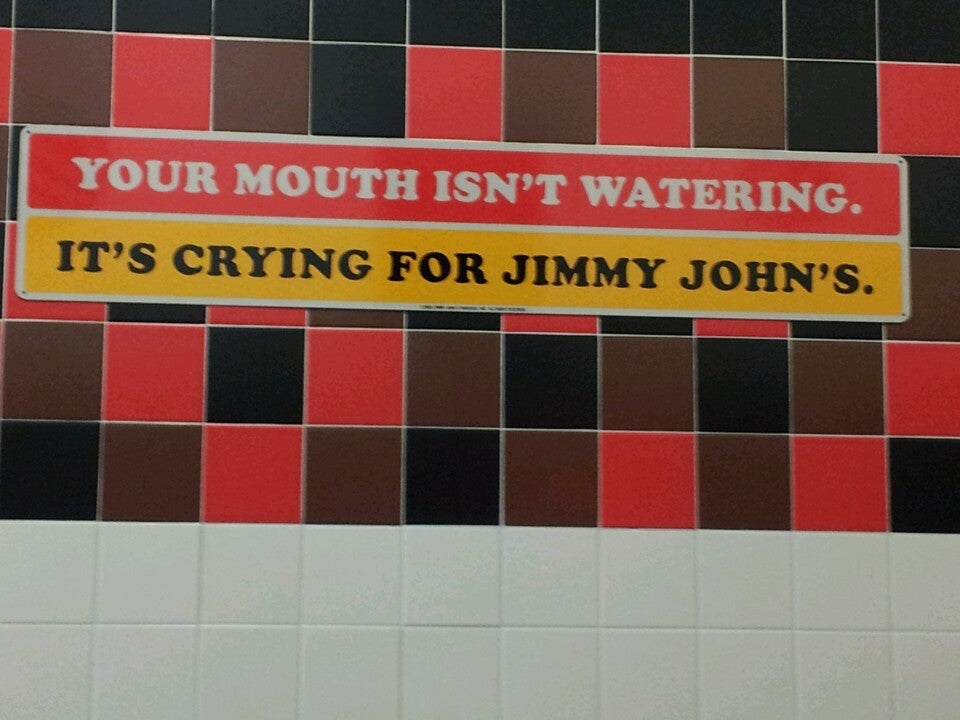 YOUR MOUTH ISN'T WATERING.
IT'S CRYING FOR JIMMY JOHN'S.